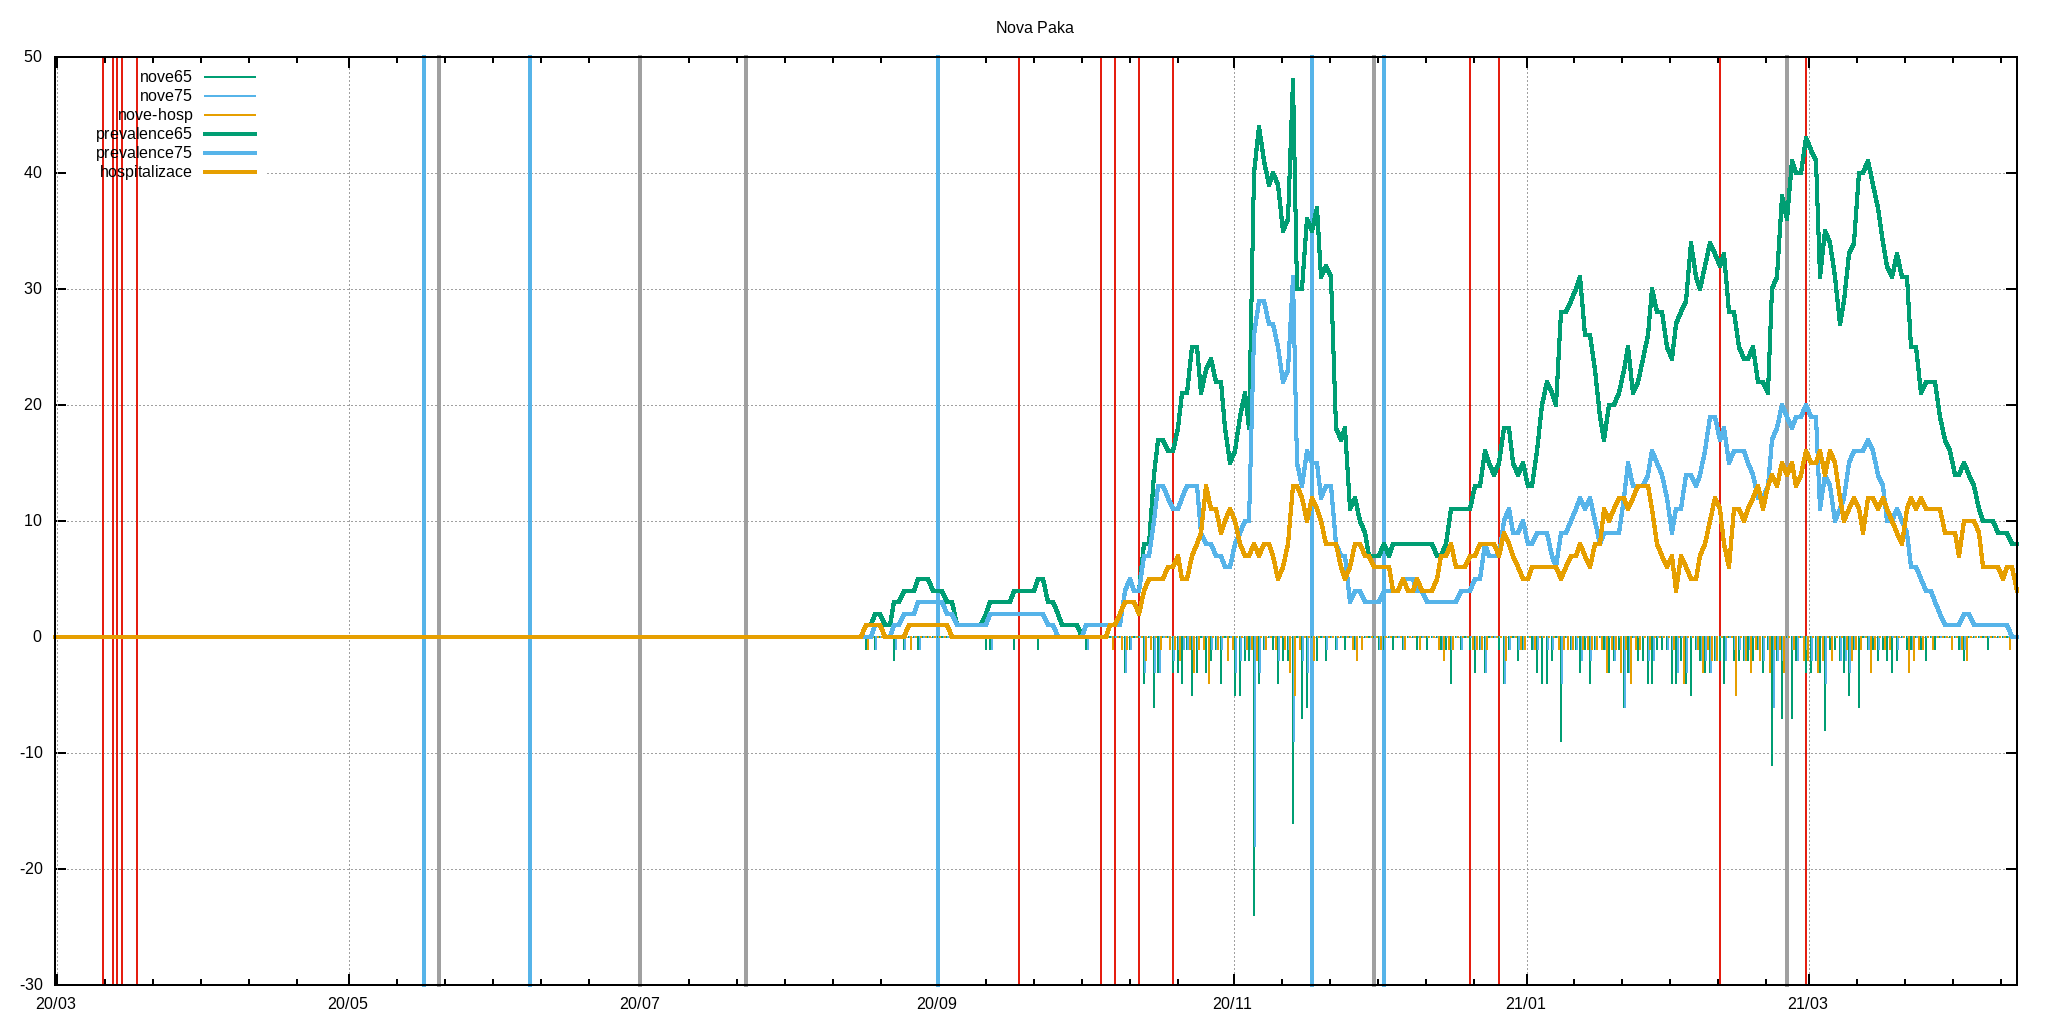 Nova Paka
50
nove65
nove75
nove-hosp
prevalence65
prevalence75
hospitalizace
40
30
20
10
0
-10
-20
-30
20/03 20/05 20/07 20/09 20/11 21/01 21/03